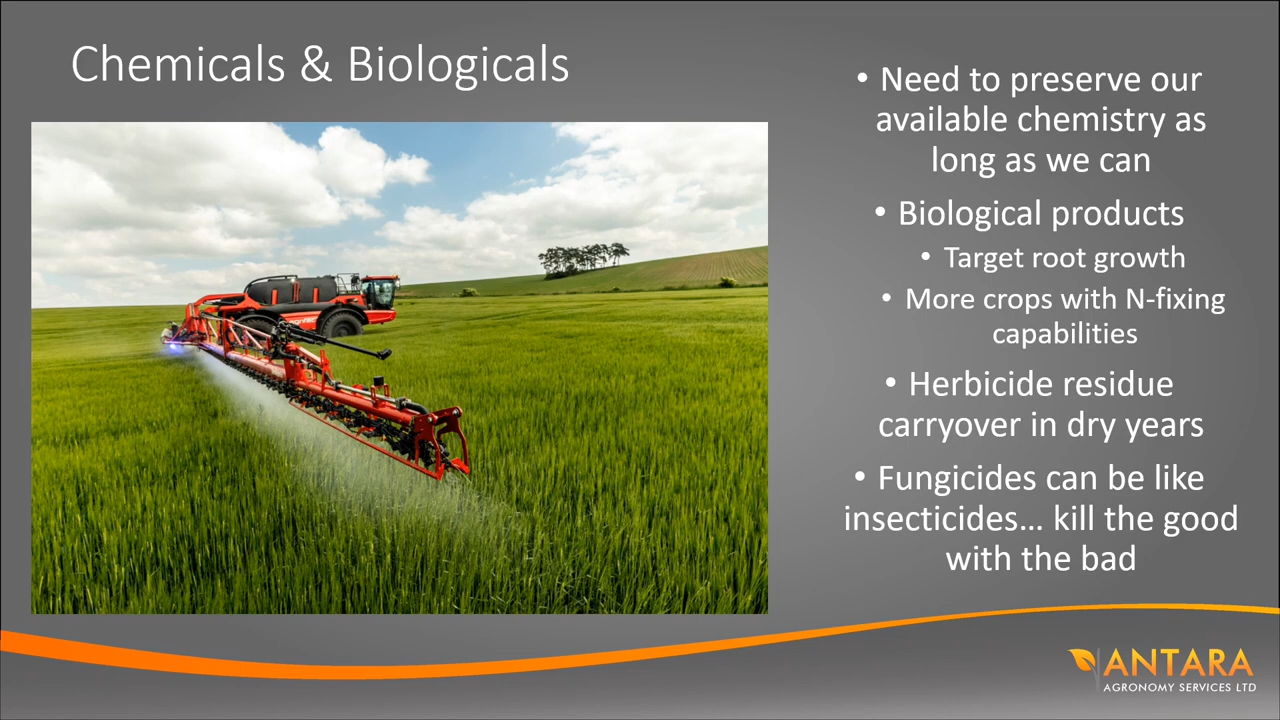 Chemicals & Biologicals
• Need to preserve our
available chemistry as
long as we can
• Biological products
• Target root growth
• More crops with N-fixing
capabilities
• Herbicide residue
carryover in dry years
• Fungicides can be like
insecticides... kill the good
with the bad
ANTARA
AGRONOMY SERVICES LTD